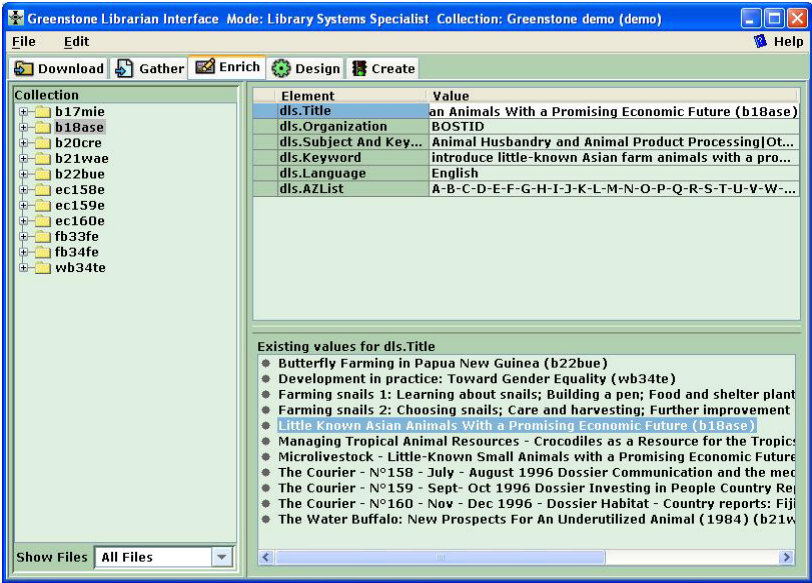 Greenstone Librarian Interface Mode: Library Systems Specialist Collection: Greenstone demo (demo)
File Edit Help
Download Gather Enrich Design Create
Collection
b17mie
b18ase
b20cre
b21wae
b22bue
ec158e
ec159e
ec160e
fb33fe
fb34fe
wb34te
Show Files All Files
Element Value
dls.Title an Animals With a Promising Economic Future (b18ase)
dls.Organization BOSTID
dls.Subject And Key... Animal Husbandry and Animal Product Processing|Ot...
dls.Keyword introduce little-known Asian farm animals with a pro...
dls.Language English
dls.AZList A-B-C-D-E-F-G-H-I-J-K-L-M-N-O-P-Q-R-S-T-U-V-W-...
Existing values for dls.Title
Butterfly Farming in Papua New Guinea (b22bue)
Development in practice: Toward Gender Equality (wb34te)
Farming snails 1: Learning about snails; Building a pen; Food and shelter plant
Farming snails 2: Choosing snails; Care and harvesting; Further improvement
Little Known Asian Animals With a Promising Economic Future (b18ase)
Managing Tropical Animal Resources - Crocodiles as a Resource for the Tropics
Microlivestock - Little-Known Small Animals with a Promising Economic Future
The Courier - N°158 - July - August 1996 Dossier Communication and the med
The Courier - N°159 - Sept- Oct 1996 Dossier Investing in People Country Re
The Courier - N°160 - Nov - Dec 1996 - Dossier Habitat - Country reports: Fiji
The Water Buffalo: New Prospects For An Underutilized Animal (1984) (b21w